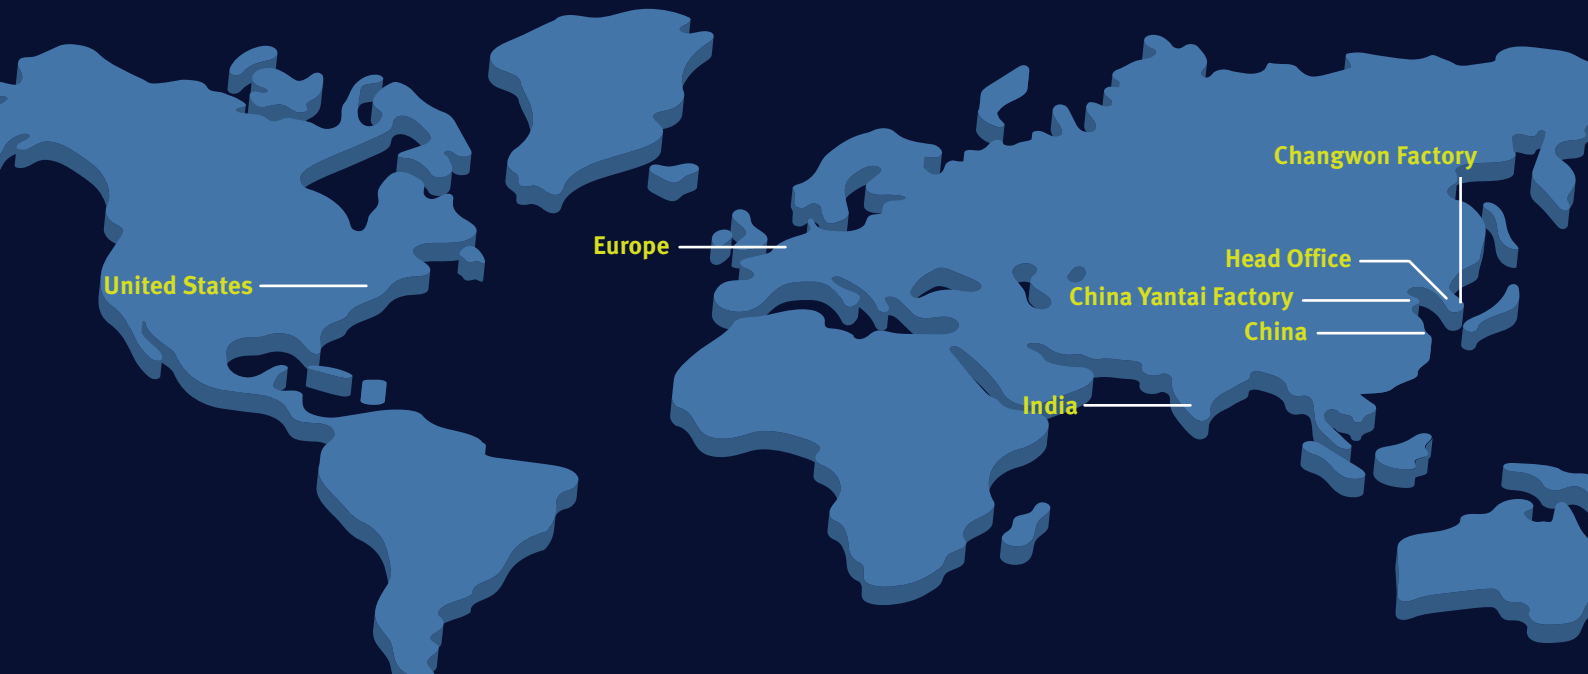 Changwon Factory
Europe
Head Office
United States
China Yantai Factory
China
India